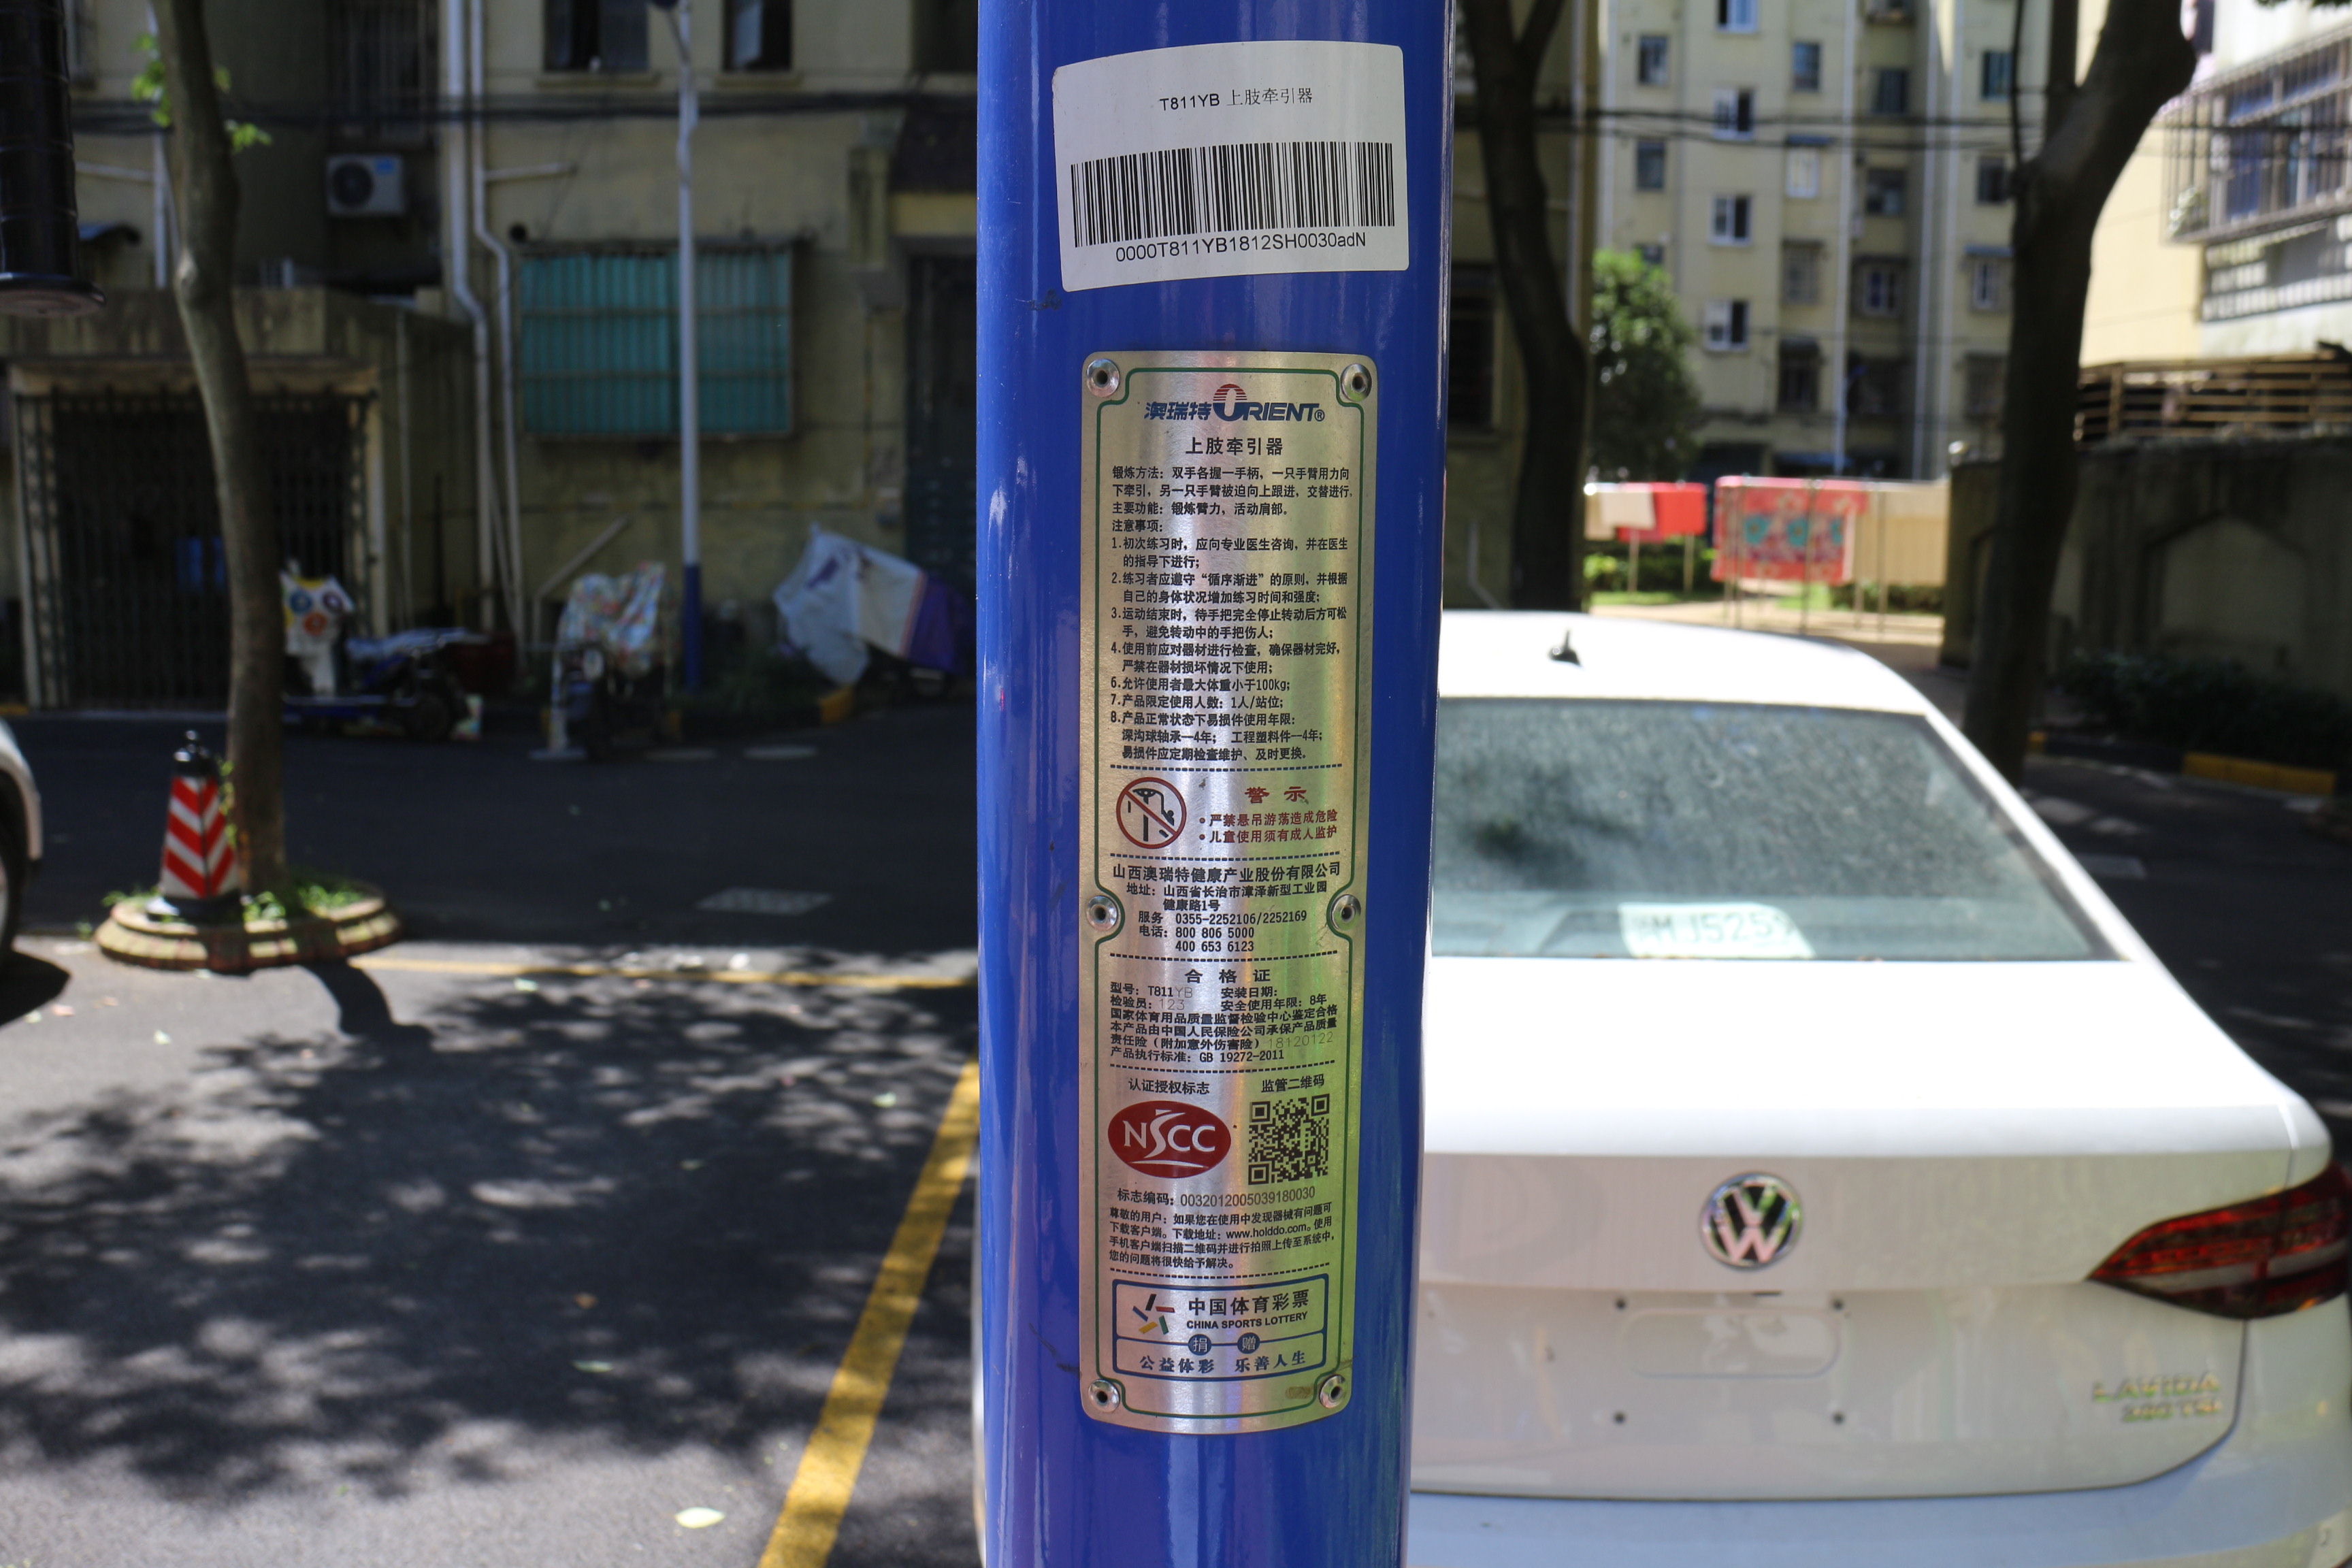 T811YB 上肢牵引器
0000T811YB1812SH0030adN
澳瑞特ORIENT®
上肢牵引器
锻炼方法：双手各握一手柄，一只手臂用力向
下牵引，另一只手臂被迫向上跟进，交替进行。
主要功能：锻炼臂力，活动肩部。
注意事项：
1.初次练习时，应向专业医生咨询，并在医生
的指导下进行；
2.练习者应遵守“循序渐进”的原则，并根据
自己的身体状况增加练习时间和强度；
3.运动结束时，待手把完全停止转动后方可松
手，避免转动中的手把伤人；
4.使用前应对器材进行检查，确保器材完好，
严禁在器材损坏情况下使用；
6.允许使用者最大体重小于100kg；
7.产品限定使用人数：1人/站位；
8.产品正常状态下易损件使用年限：
深沟球轴承—4年； 工程塑料件--4年；
易损件应定期检查维护、及时更换。
警 示
• 严禁悬吊游荡造成危险
• 儿童使用须有成人监护
山西澳瑞特健康产业股份有限公司
地址：山西省长治市漳泽新型工业园
健康路1号
服务 0355-2252106/2252169
电话：800 806 5000
400 653 6123
合 格 证
型号：T811YB 安装日期：
检验员：123 安全使用年限：8年
国家体育用品质量监督检验中心鉴定合格
本产品由中国人民保险公司承保产品质量
责任险（附加意外伤害险）18120122
产品执行标准：GB 19272-2011
认证授权标志 监管二维码
NSCC
标志编码：0032012005039180030
尊敬的用户：如果您在使用中发现器械有问题可
下载客户端。下载地址：www.holddo.com。使用
手机客户端扫描二维码并进行拍照上传至系统中，
您的问题将很快给予解决。
中国体育彩票
CHINA SPORTS LOTTERY
捐 赠
公益体彩 乐善人生
LAVIDA